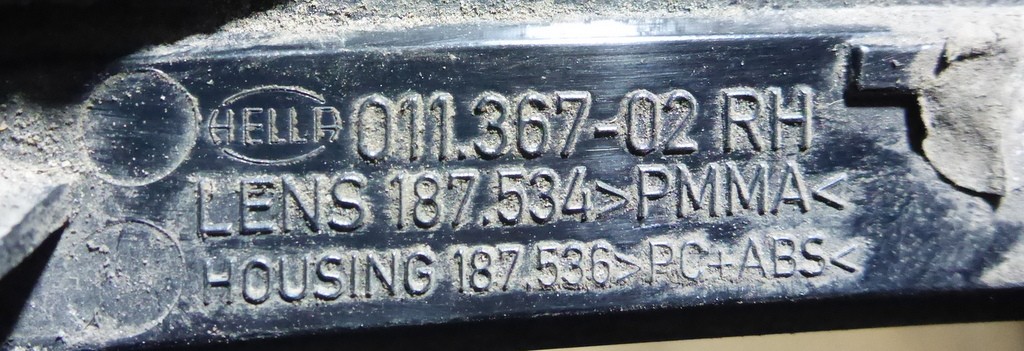 HELLA 011.367-02 RH
LENS 187.534>PMMA<
HOUSING 187.536>PC+ABS<